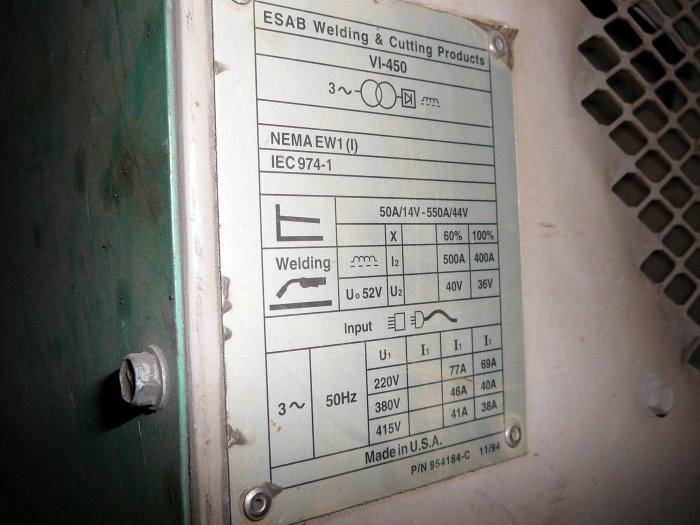 ESAB Welding & Cutting Products
VI-450
3~
NEMA EW1 (I)
IEC 974-1
50A/14V - 550A/44V
X 60% 100%
Welding I2 500A 400A
U0 52V U2 40V 36V
Input
U1 I1 I1 I1
220V 77A 69A
3~ 50Hz 380V 46A 40A
415V 41A 38A
Made in U.S.A.
P/N 954184-C 11/94